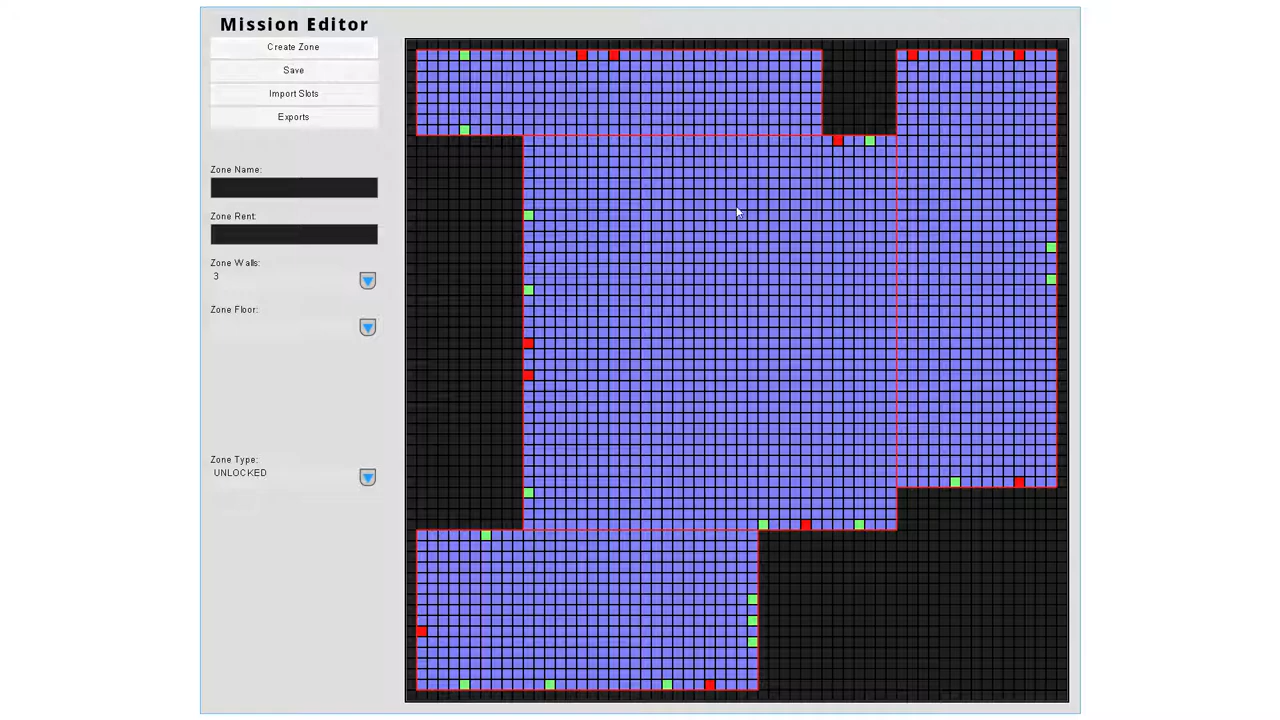 Mission Editor
Create Zone
Save
Import Slots
Exports
Zone Name:
Zone Rent:
Zone Walls:
3
Zone Floor:
Zone Type:
UNLOCKED